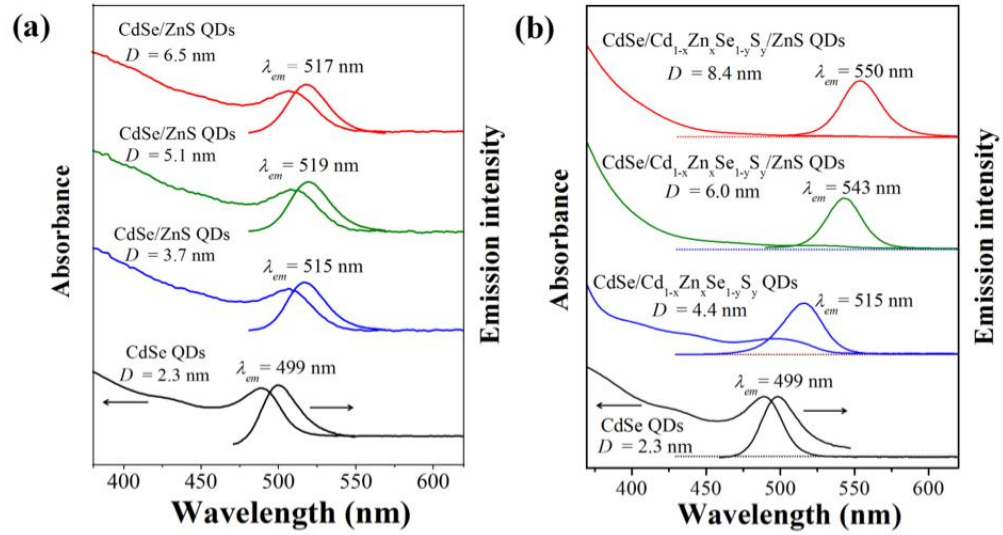 (a)
CdSe/ZnS QDs
D = 6.5 nm
λem = 517 nm
CdSe/ZnS QDs
D = 5.1 nm
λem = 519 nm
CdSe/ZnS QDs
D = 3.7 nm
λem = 515 nm
CdSe QDs
D = 2.3 nm
λem = 499 nm
Absorbance
Emission intensity
400 450 500 550 600
Wavelength (nm)
(b)
CdSe/Cd1-xZnxSe1-ySy/ZnS QDs
D = 8.4 nm
λem = 550 nm
CdSe/Cd1-xZnxSe1-ySy/ZnS QDs
D = 6.0 nm
λem = 543 nm
CdSe/Cd1-xZnxSe1-ySy QDs
D = 4.4 nm
λem = 515 nm
λem = 499 nm
CdSe QDs
D = 2.3 nm
Absorbance
Emission intensity
400 450 500 550 600
Wavelength (nm)